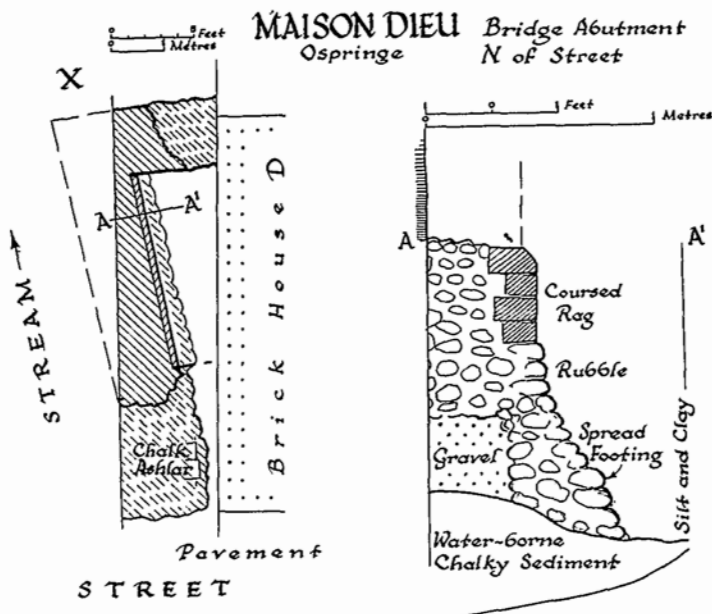 MAISON DIEU
Ospringe
Bridge Abutment
N of Street
Feet
Metres
X
A
A'
STREAM
Brick House D
Chalk
Ashlar
Pavement
STREET
Feet
Metres
A
A'
Coursed
Rag
Rubble
Spread
Footing
Gravel
Silt and Clay
Water-borne
Chalky Sediment